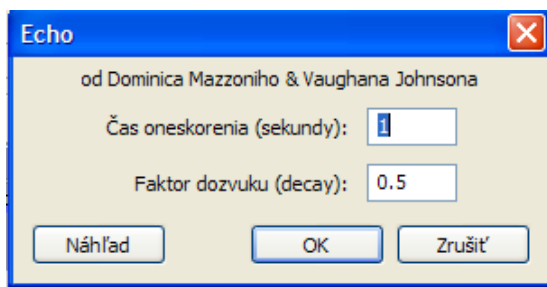 Echo
od Dominica Mazzoniho & Vaughana Johnsona
Čas oneskorenia (sekundy): 1
Faktor dozvuku (decay): 0.5
Náhľad OK Zrušiť